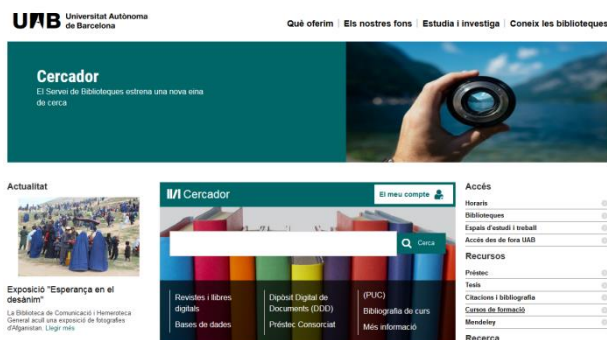 UAB Universitat Autònoma
de Barcelona
Què oferim | Els nostres fons | Estudia i investiga | Coneix les biblioteques
Cercador
El Servei de Biblioteques estrena una nova eina
de cerca
Actualitat
Exposició "Esperança en el
desànim"
La Biblioteca de Comunicació i Hemeroteca
General acull una exposició de fotografies
d'Afganistan. Llegir més
Cercador
El meu compte
Cerca
Revistes i llibres
digitals
Bases de dades
Dipòsit Digital de
Documents (DDD)
Préstec Consorciat
(PUC)
Bibliografia de curs
Més informació
Accés
Horaris
Biblioteques
Espais d'estudi i treball
Accés des de fora UAB
Recursos
Préstec
Tesis
Citacions i bibliografia
Cursos de formació
Mendeley
Recerca